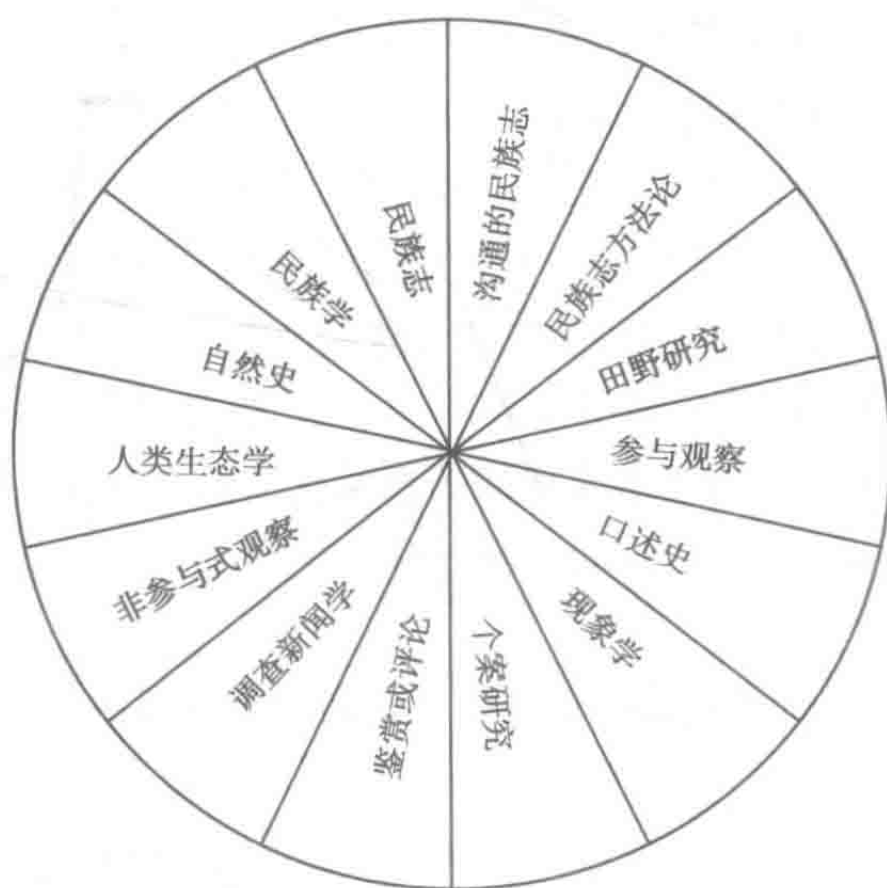 沟通的民族志
民族志方法论
田野研究
参与观察
口述史
现象学
个案研究
鉴赏或评论
调查新闻学
非参与式观察
人类生态学
自然史
民族学
民族志